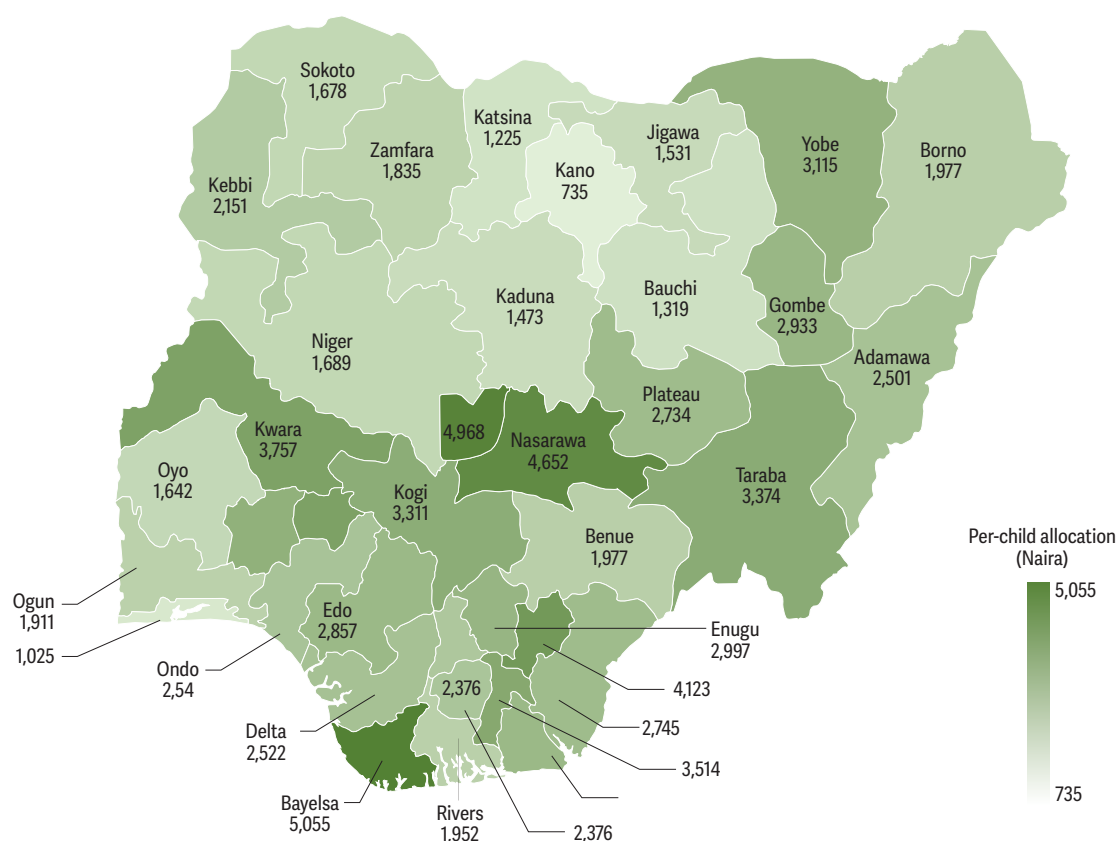 Sokoto
1,678
Katsina
1,225
Jigawa
1,531
Yobe
3,115
Borno
1,977
Zamfara
1,835
Kano
735
Kebbi
2,151
Kaduna
1,473
Bauchi
1,319
Gombe
2,933
Niger
1,689
Adamawa
2,501
Plateau
2,734
4,968
Nasarawa
4,652
Kwara
3,757
Oyo
1,642
Kogi
3,311
Taraba
3,374
Benue
1,977
Per-child allocation
(Naira)
5,055
735
Ogun
1,911
1,025
Edo
2,857
Enugu
2,997
Ondo
2,54
4,123
2,376
2,745
Delta
2,522
3,514
Bayelsa
5,055
Rivers
1,952
2,376